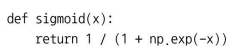 def sigmoid(x):
    return 1 / (1 + np.exp(-x))